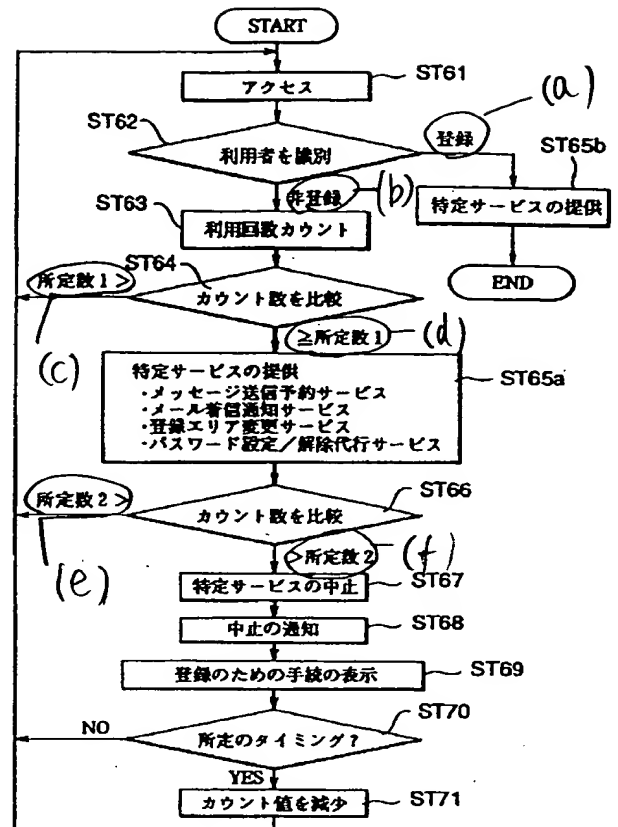 START
アクセス
ST61
(a)
ST62
利用者を識別
登録
ST65b
非登録
(b)
特定サービスの提供
ST63
利用回数カウント
END
ST64
所定数1>
カウント数を比較
(c)
≧所定数1
(d)
特定サービスの提供
・メッセージ送信予約サービス
・メール着信通知サービス
・登録エリア変更サービス
・パスワード設定／解除代行サービス
ST65a
ST66
所定数2>
カウント数を比較
(e)
>所定数2
(f)
特定サービスの中止
ST67
中止の通知
ST68
登録のための手続の表示
ST69
ST70
NO
所定のタイミング？
YES
カウント値を減少
ST71